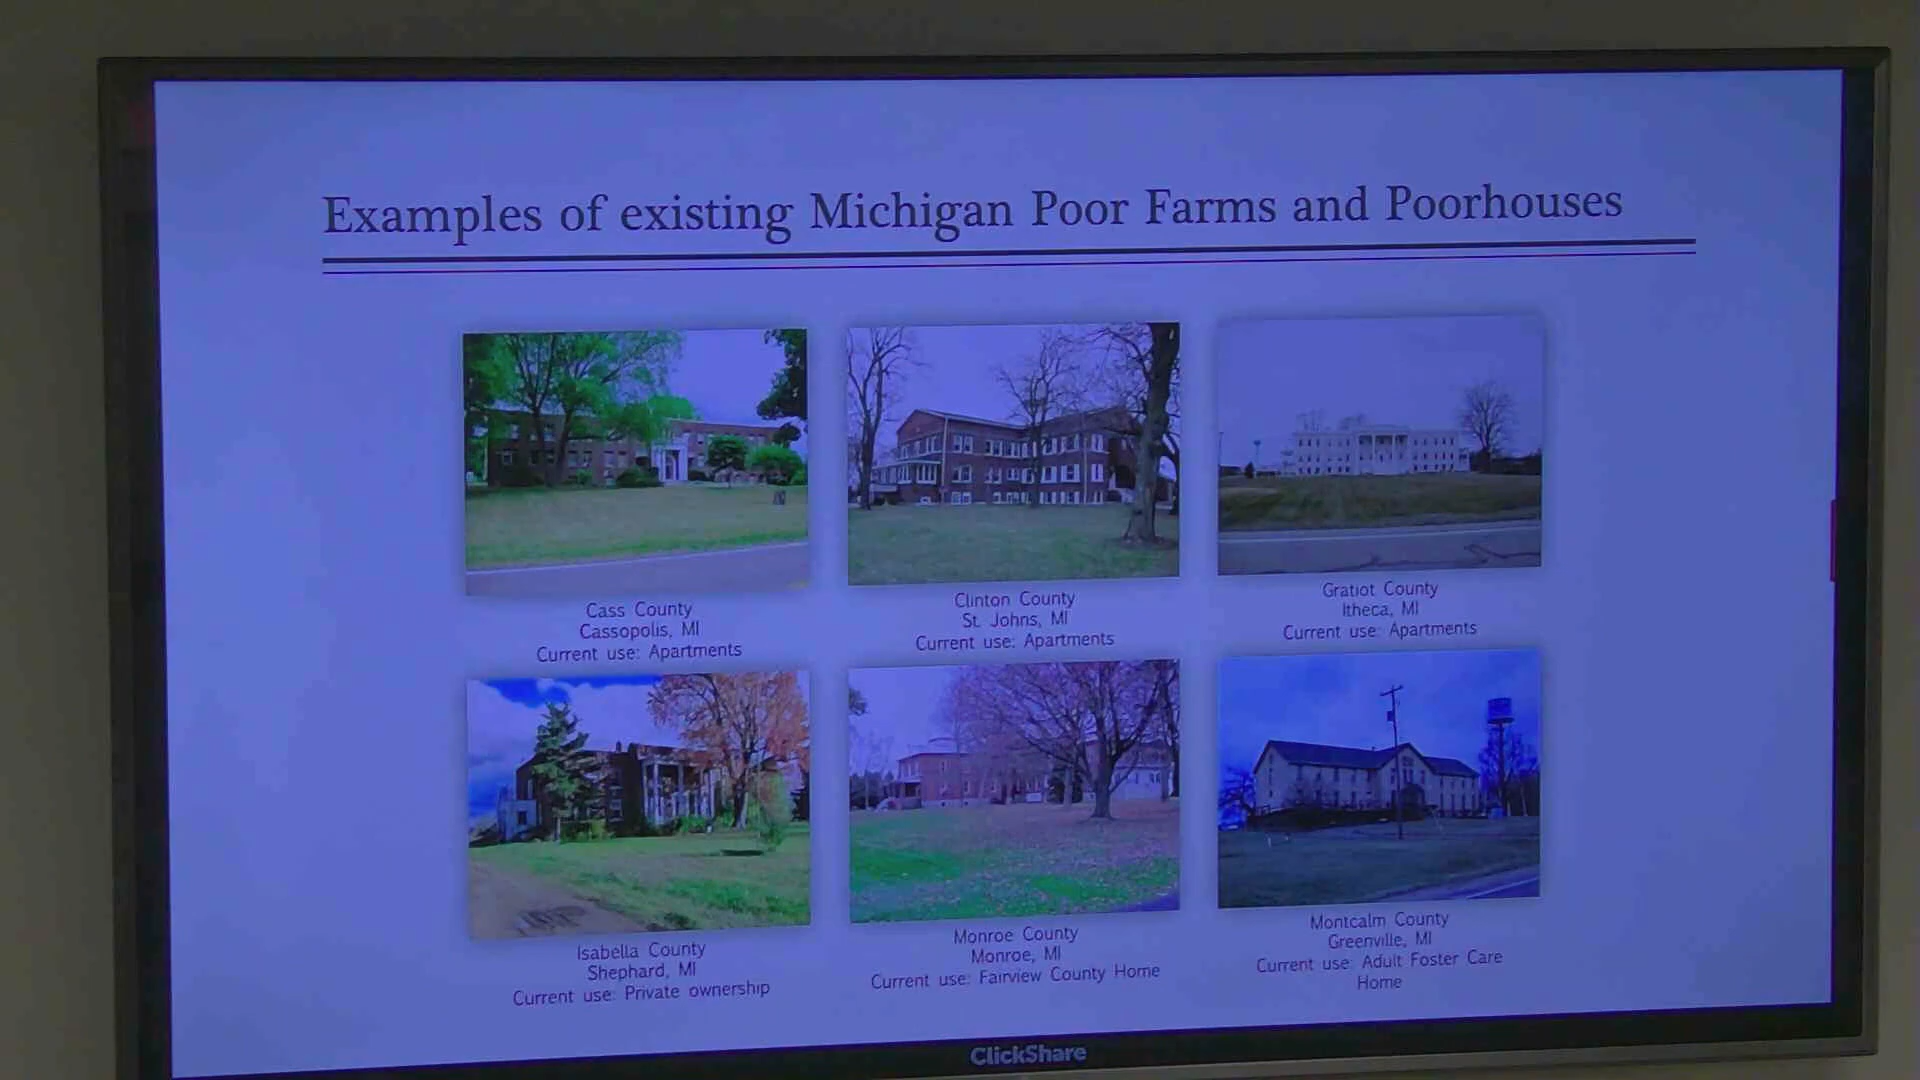 Examples of existing Michigan Poor Farms and Poorhouses
Cass County
Cassopolis, MI
Current use: Apartments
Clinton County
St. Johns, MI
Current use: Apartments
Gratiot County
Itheca, MI
Current use: Apartments
Isabella County
Shephard, MI
Current use: Private ownership
Monroe County
Monroe, MI
Current use: Fairview County Home
Montcalm County
Greenville, MI
Current use: Adult Foster Care
Home
ClickShare